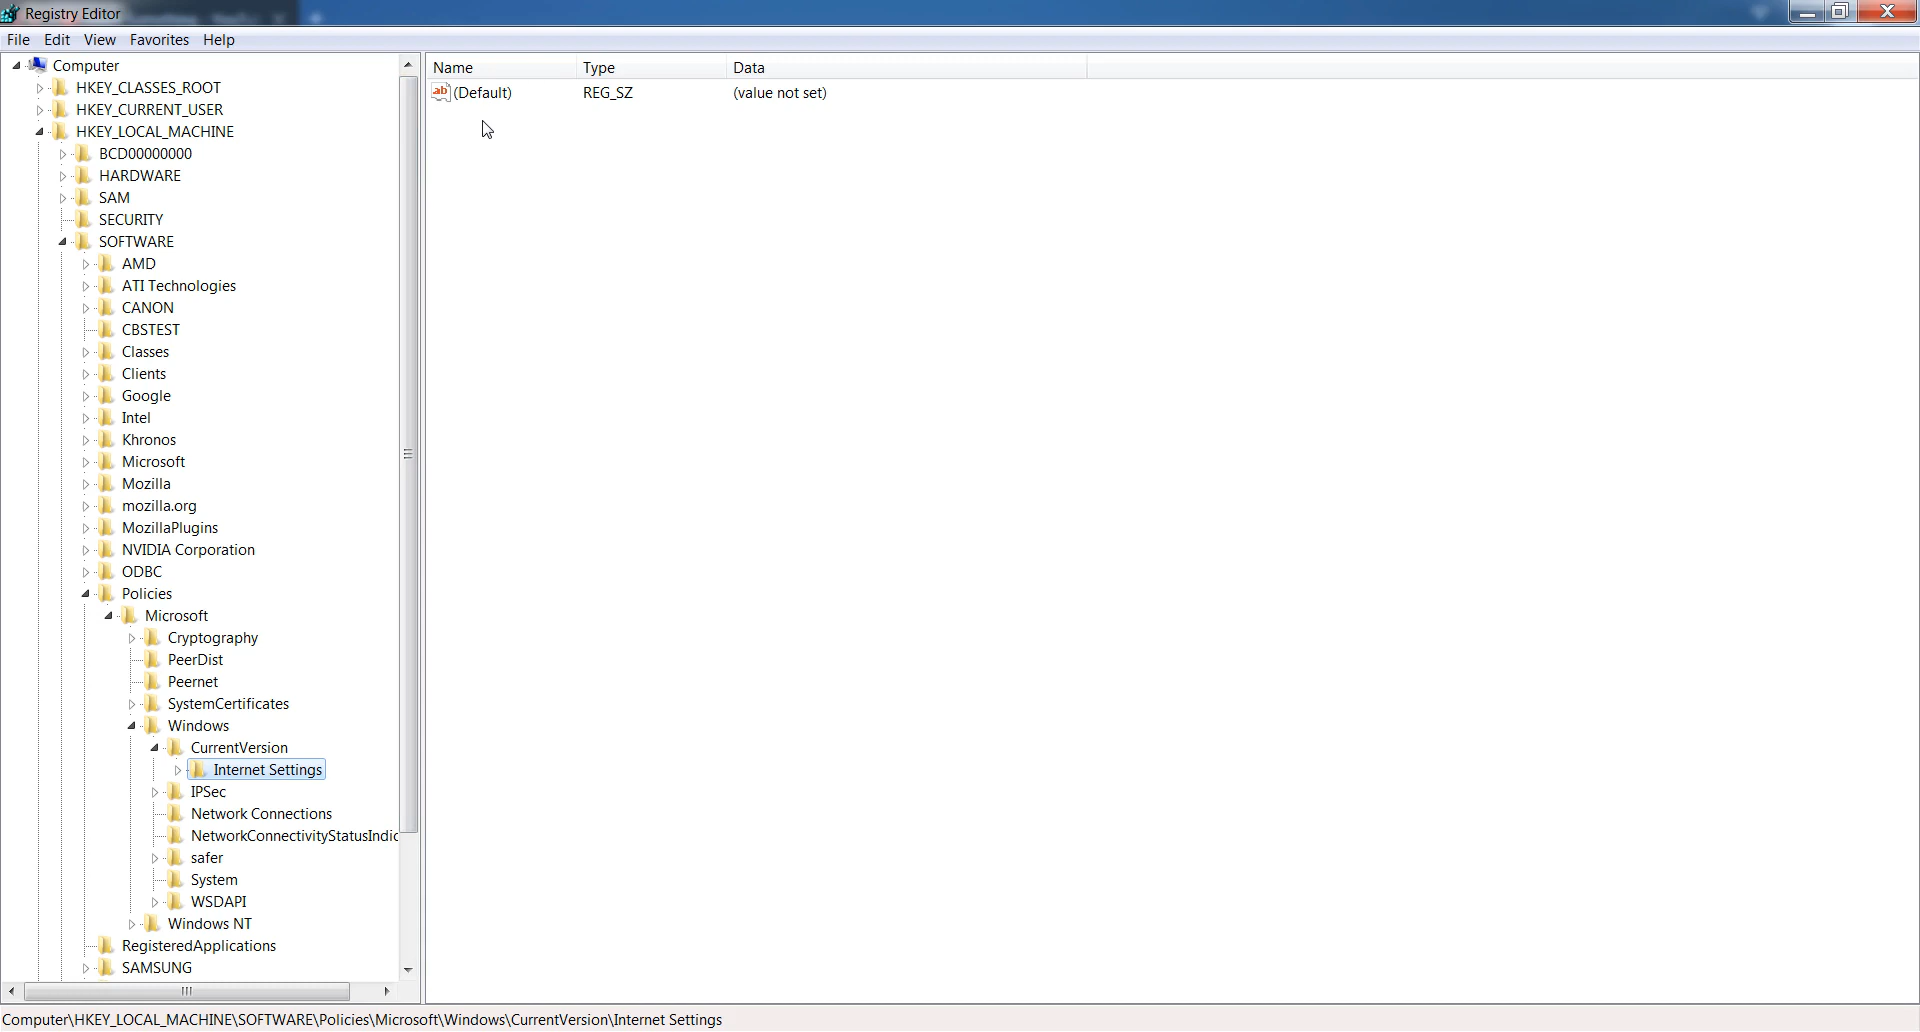 Registry Editor
File Edit View Favorites Help
Computer
HKEY_CLASSES_ROOT
HKEY_CURRENT_USER
HKEY_LOCAL_MACHINE
BCD00000000
HARDWARE
SAM
SECURITY
SOFTWARE
AMD
ATI Technologies
CANON
CBSTEST
Classes
Clients
Google
Intel
Khronos
Microsoft
Mozilla
mozilla.org
MozillaPlugins
NVIDIA Corporation
ODBC
Policies
Microsoft
Cryptography
PeerDist
Peernet
SystemCertificates
Windows
CurrentVersion
Internet Settings
IPSec
Network Connections
NetworkConnectivityStatusIndic
safer
System
WSDAPI
Windows NT
RegisteredApplications
SAMSUNG
Name Type Data
ab (Default) REG_SZ (value not set)
Computer\HKEY_LOCAL_MACHINE\SOFTWARE\Policies\Microsoft\Windows\CurrentVersion\Internet Settings